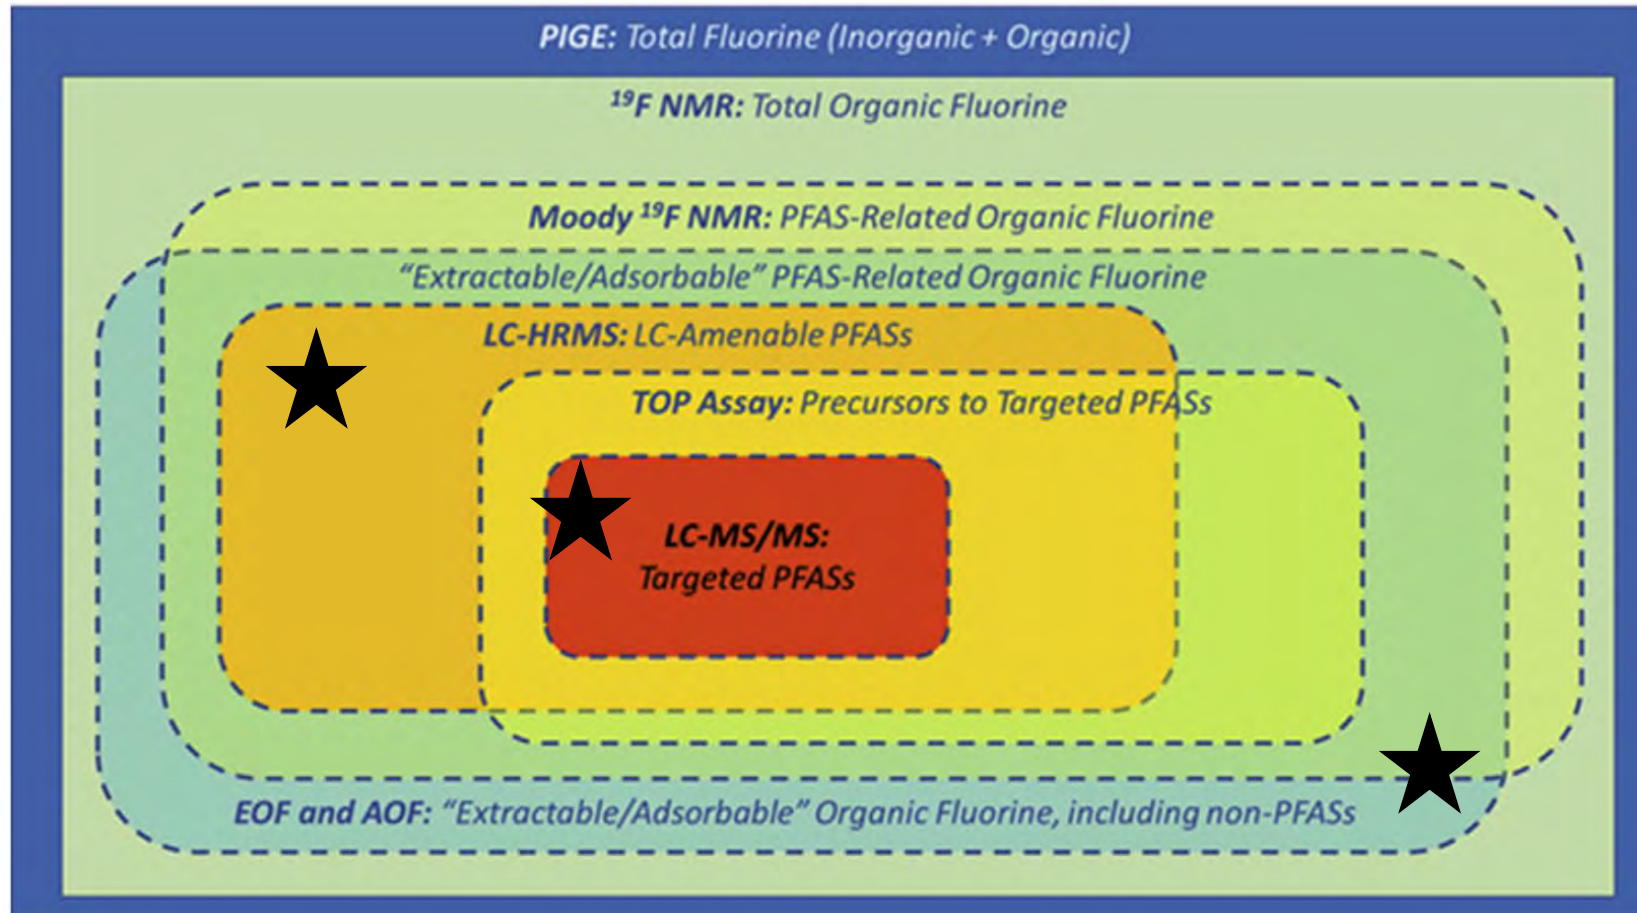 PIGE: Total Fluorine (Inorganic + Organic)
¹⁹F NMR: Total Organic Fluorine
Moody ¹⁹F NMR: PFAS-Related Organic Fluorine
“Extractable/Adsorbable” PFAS-Related Organic Fluorine
LC-HRMS: LC-Amenable PFASs
TOP Assay: Precursors to Targeted PFASs
LC-MS/MS:
Targeted PFASs
EOF and AOF: “Extractable/Adsorbable” Organic Fluorine, including non-PFASs